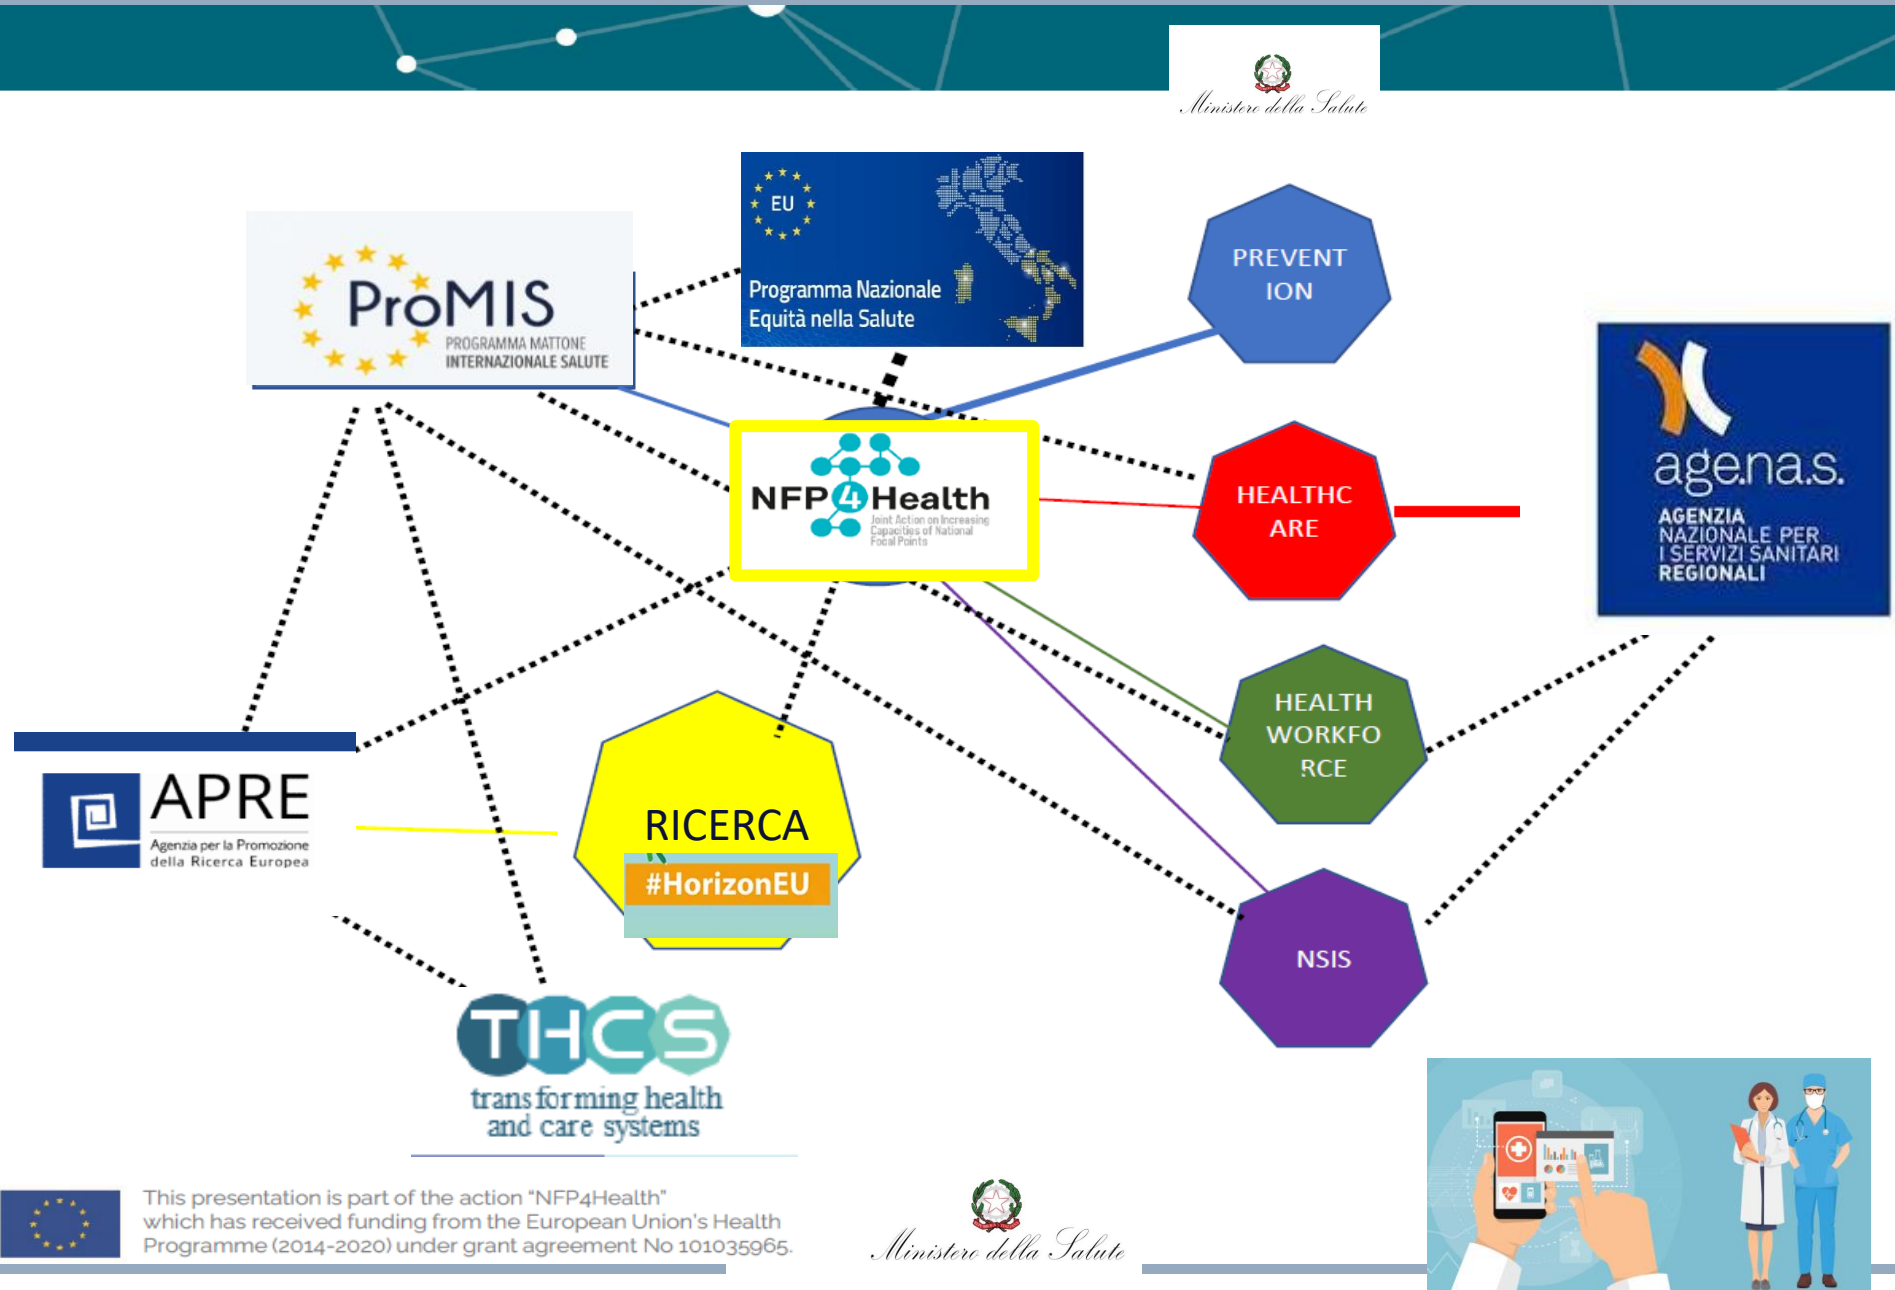 Ministero della Salute
EU
Programma Nazionale
Equità nella Salute
ProMIS
PROGRAMMA MATTONE
INTERNAZIONALE SALUTE
PREVENT
ION
NFP4Health
Joint Action on Increasing
Capacities of National
Focal Points
HEALTHC
ARE
age.na.s.
AGENZIA
NAZIONALE PER
I SERVIZI SANITARI
REGIONALI
HEALTH
WORKFO
RCE
APRE
Agenzia per la Promozione
della Ricerca Europea
RICERCA
#HorizonEU
NSIS
THCS
transforming health
and care systems
This presentation is part of the action “NFP4Health”
which has received funding from the European Union's Health
Programme (2014-2020) under grant agreement No 101035965.
Ministero della Salute